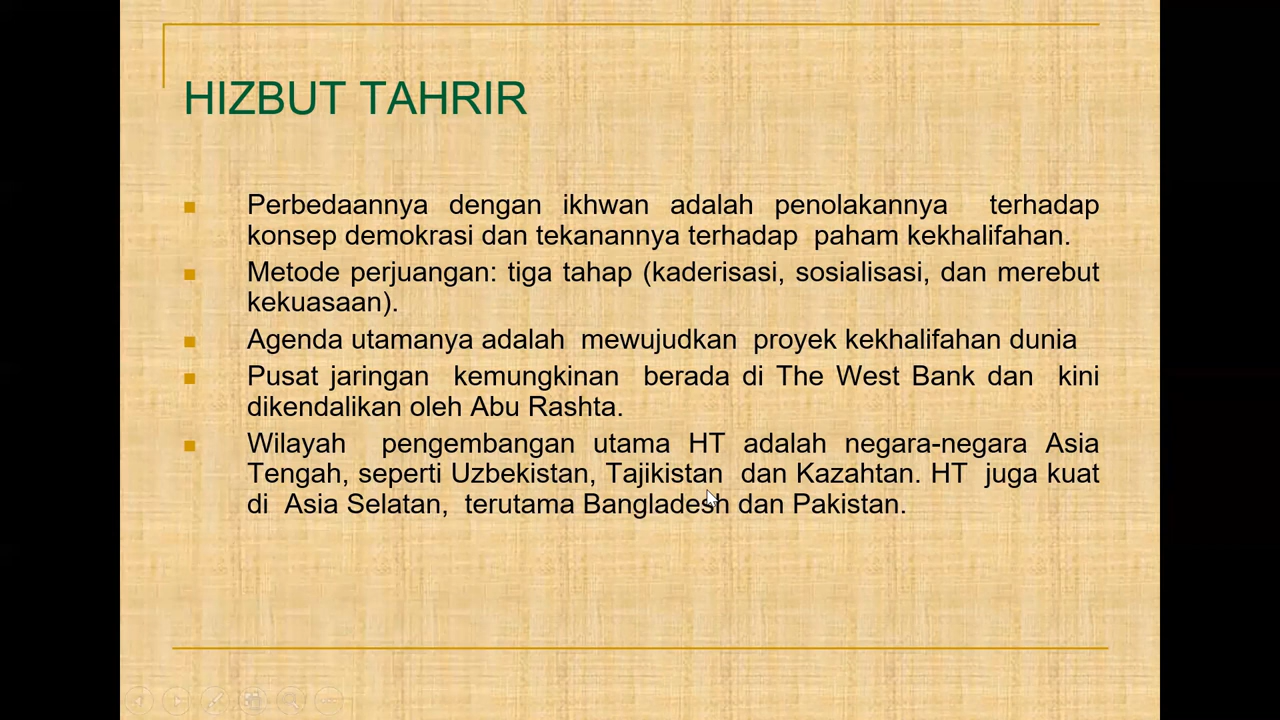 HIZBUT TAHRIR
Perbedaannya dengan ikhwan adalah penolakannya terhadap
konsep demokrasi dan tekanannya terhadap paham kekhalifahan.
Metode perjuangan: tiga tahap (kaderisasi, sosialisasi, dan merebut
kekuasaan).
Agenda utamanya adalah mewujudkan proyek kekhalifahan dunia
Pusat jaringan kemungkinan berada di The West Bank dan kini
dikendalikan oleh Abu Rashta.
Wilayah pengembangan utama HT adalah negara-negara Asia
Tengah, seperti Uzbekistan, Tajikistan dan Kazahtan. HT juga kuat
di Asia Selatan, terutama Bangladesh dan Pakistan.